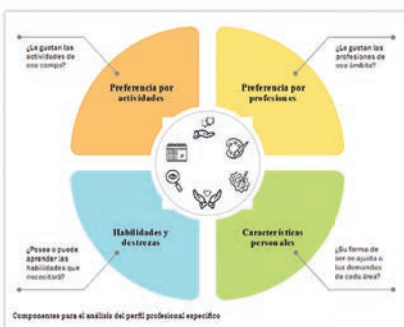 ¿Le gustan las
actividades de
ese campo?
Preferencia por
actividades
¿Le gustan las
profesiones de
ese ámbito?
Preferencia por
profesiones
¿Posee o puede
aprender las
habilidades que
necesitará?
Habilidades y
destrezas
Características
personales
¿Su forma de
ser se ajusta a
las demandas
de cada área?
Componentes para el análisis del perfil profesional específico